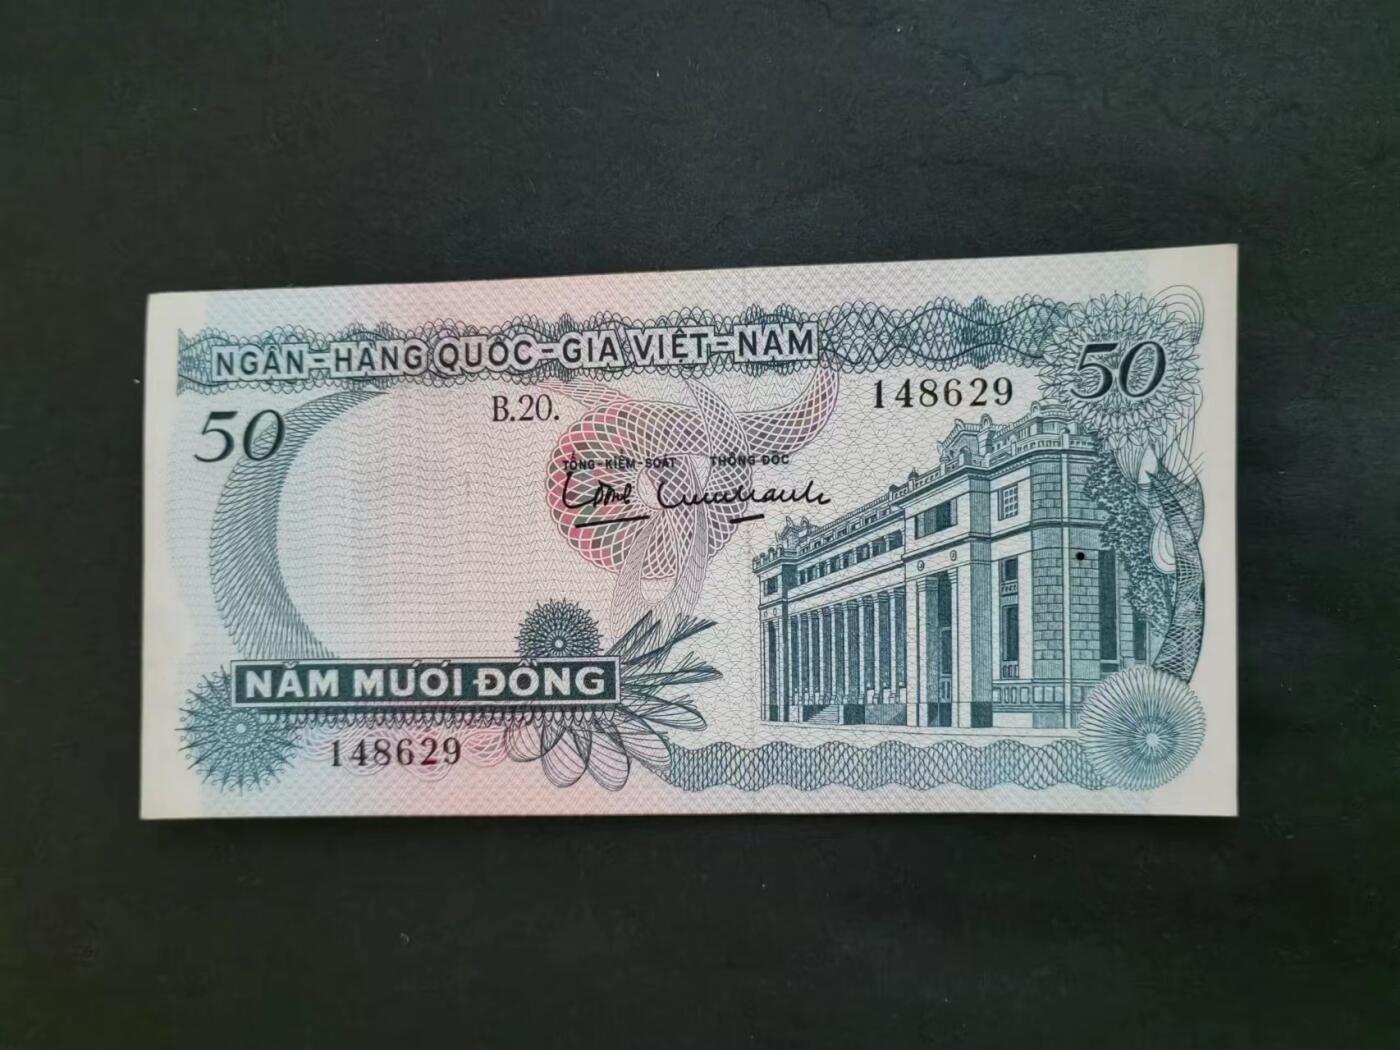 NGÂN-HÀNG QUỐC-GIA VIỆT-NAM
50
50
B.20.
148629
TỔNG-KIỂM-SOÁT THỐNG ĐỐC
NĂM MƯƠI ĐỒNG
148629